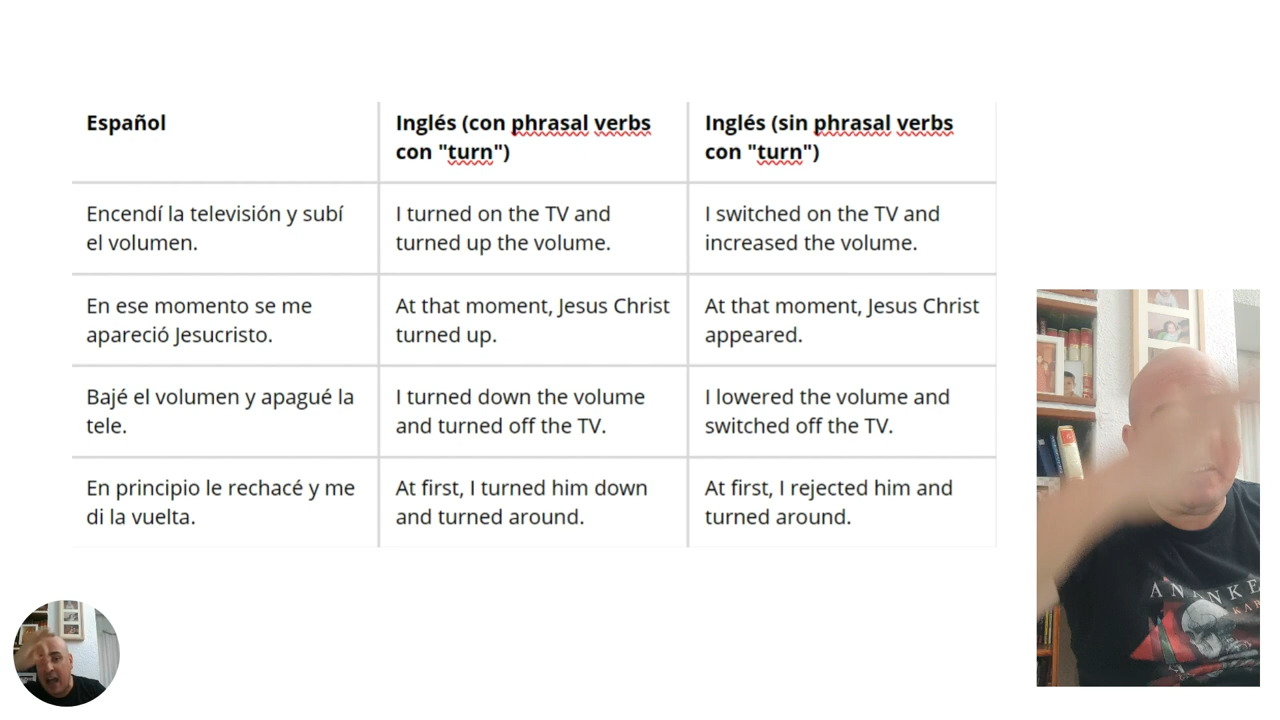 Español
Inglés (con phrasal verbs
con "turn")
Inglés (sin phrasal verbs
con "turn")
Encendí la televisión y subí
el volumen.
I turned on the TV and
turned up the volume.
I switched on the TV and
increased the volume.
En ese momento se me
apareció Jesucristo.
At that moment, Jesus Christ
turned up.
At that moment, Jesus Christ
appeared.
Bajé el volumen y apagué la
tele.
I turned down the volume
and turned off the TV.
I lowered the volume and
switched off the TV.
En principio le rechacé y me
di la vuelta.
At first, I turned him down
and turned around.
At first, I rejected him and
turned around.